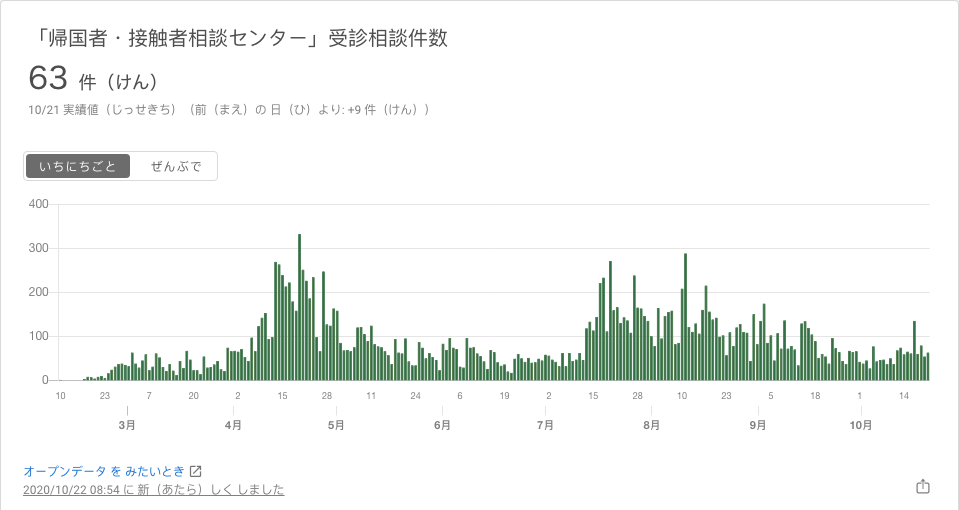 「帰国者・接触者相談センター」受診相談件数
63 件（けん）
10/21 実績値（じっせきち）（前（まえ）の 日（ひ）より: +9 件（けん））
いちにちごと ぜんぶで
400
300
200
100
0
10 23 7 20 2 15 28 11 24 6 19 2 15 28 10 23 5 18 1 14
3月 4月 5月 6月 7月 8月 9月 10月
オープンデータ を みたいとき
2020/10/22 08:54 に 新（あたら）しく しました